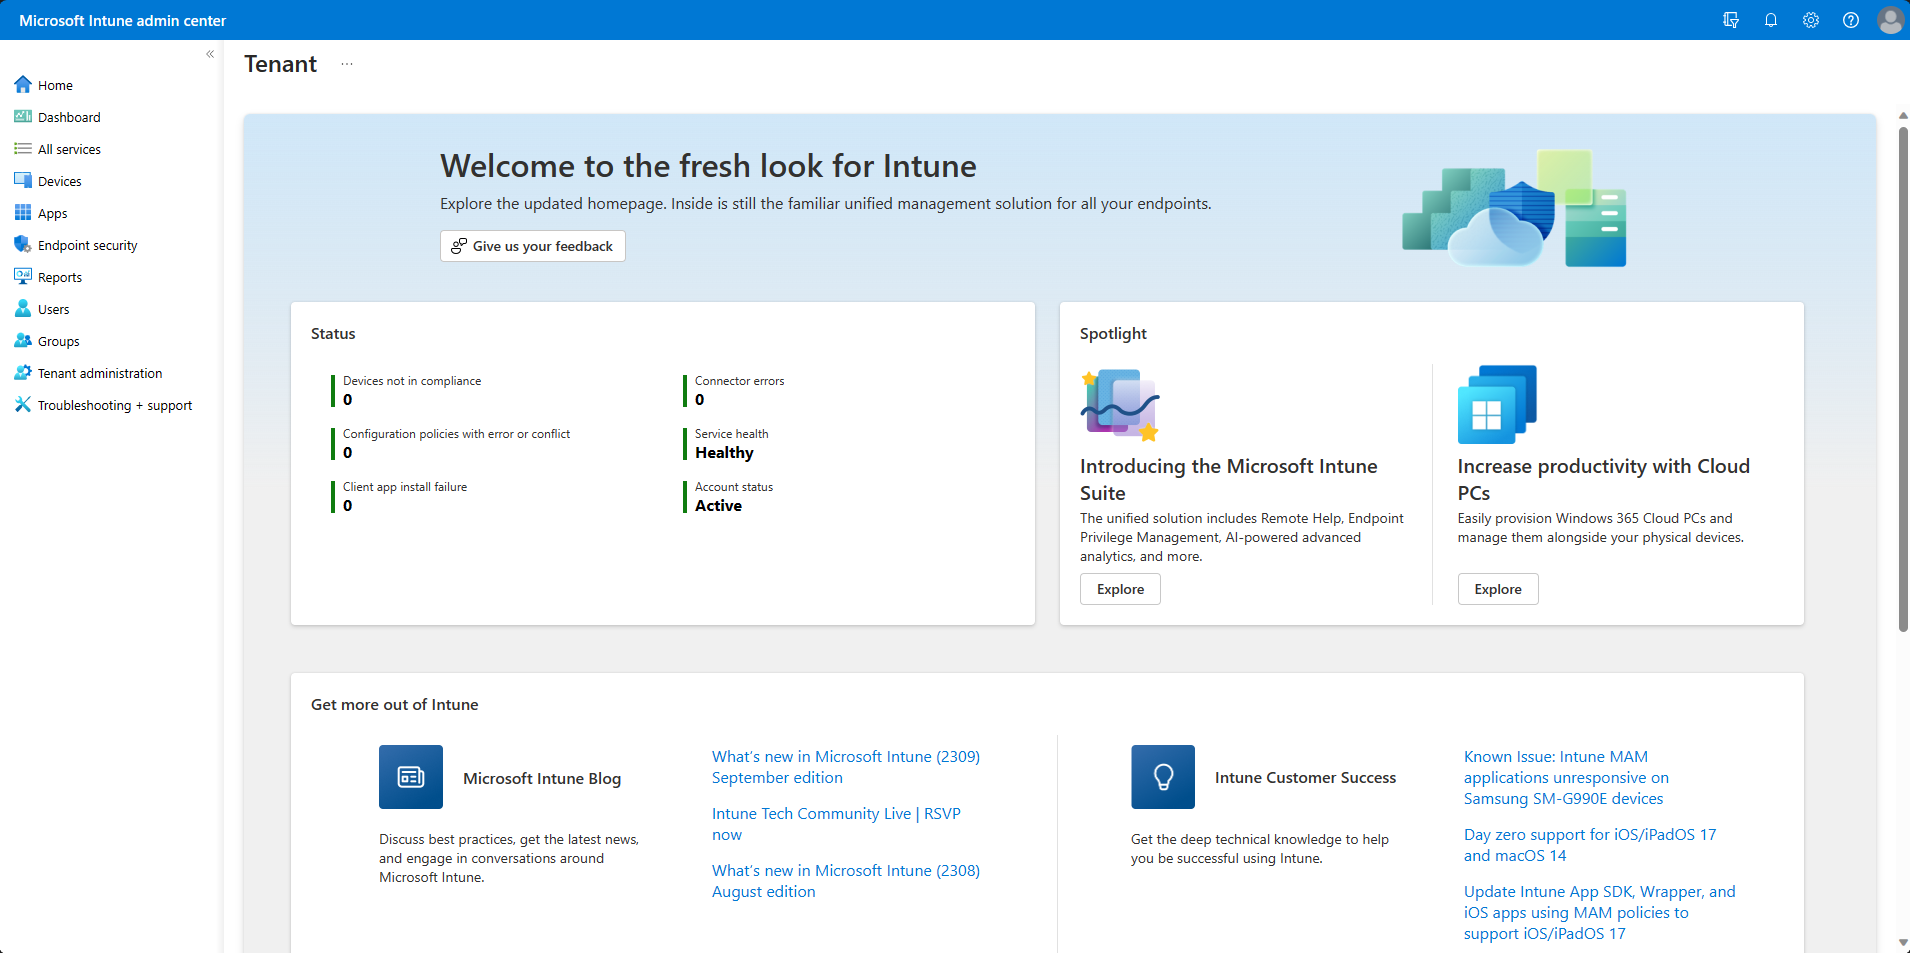 Microsoft Intune admin center
Tenant
Home
Dashboard
All services
Devices
Apps
Endpoint security
Reports
Users
Groups
Tenant administration
Troubleshooting + support
Welcome to the fresh look for Intune
Explore the updated homepage. Inside is still the familiar unified management solution for all your endpoints.
Give us your feedback
Status
Devices not in compliance
0
Configuration policies with error or conflict
0
Client app install failure
0
Connector errors
0
Service health
Healthy
Account status
Active
Spotlight
Introducing the Microsoft Intune
Suite
The unified solution includes Remote Help, Endpoint
Privilege Management, AI-powered advanced
analytics, and more.
Explore
Increase productivity with Cloud
PCs
Easily provision Windows 365 Cloud PCs and
manage them alongside your physical devices.
Explore
Get more out of Intune
Microsoft Intune Blog
Discuss best practices, get the latest news,
and engage in conversations around
Microsoft Intune.
What's new in Microsoft Intune (2309)
September edition
Intune Tech Community Live | RSVP
now
What's new in Microsoft Intune (2308)
August edition
Intune Customer Success
Get the deep technical knowledge to help
you be successful using Intune.
Known Issue: Intune MAM
applications unresponsive on
Samsung SM-G990E devices
Day zero support for iOS/iPadOS 17
and macOS 14
Update Intune App SDK, Wrapper, and
iOS apps using MAM policies to
support iOS/iPadOS 17